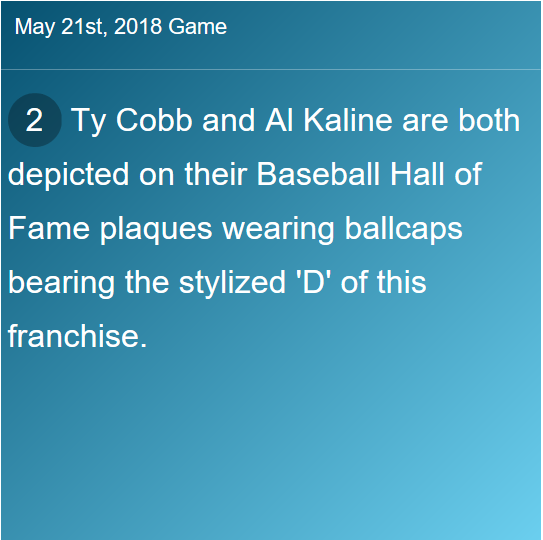 May 21st, 2018 Game
2 Ty Cobb and Al Kaline are both
depicted on their Baseball Hall of
Fame plaques wearing ballcaps
bearing the stylized 'D' of this
franchise.